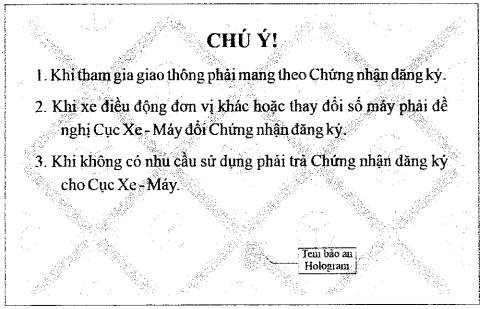 CHÚ Ý!
1. Khi tham gia giao thông phải mang theo Chứng nhận đăng ký.
2. Khi xe điều động đơn vị khác hoặc thay đổi số máy phải đề
nghị Cục Xe - Máy đổi Chứng nhận đăng ký.
3. Khi không có nhu cầu sử dụng phải trả Chứng nhận đăng ký
cho Cục Xe - Máy.
Tem bảo an
Hologram